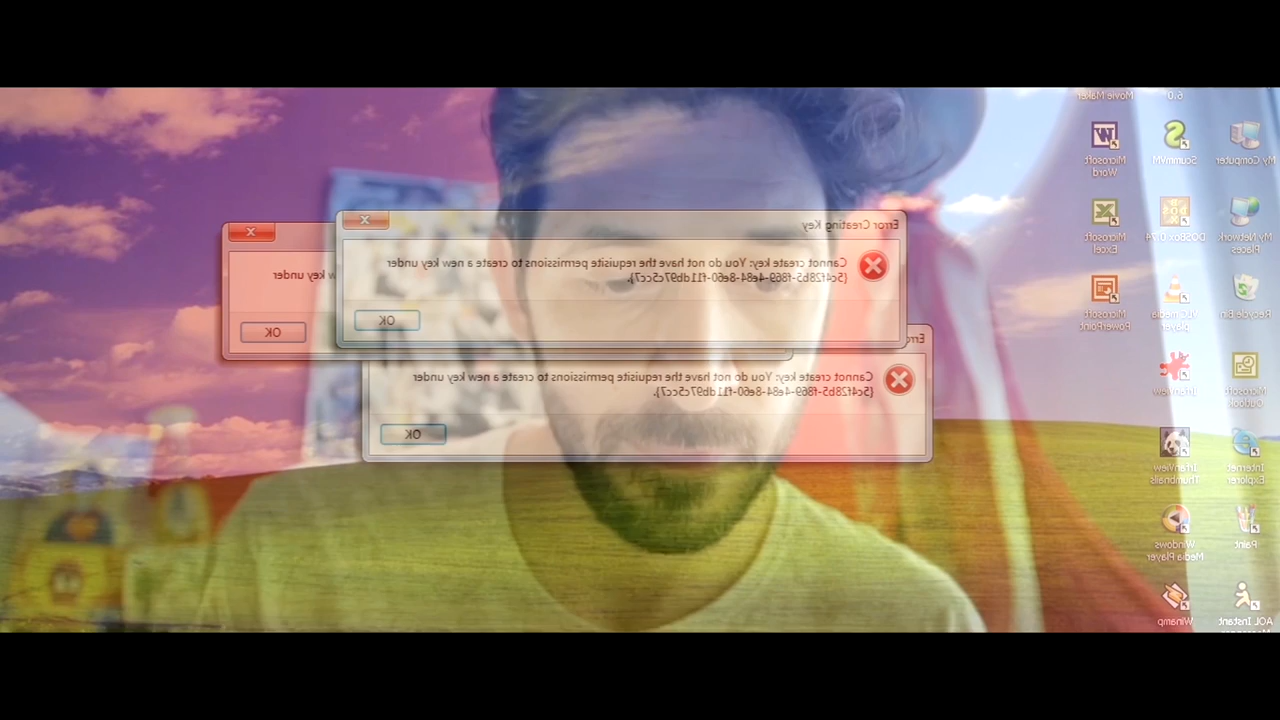 Movie Maker
6.0
My Computer
ScummVM
Microsoft
Word
My Network
Places
DOSBox 0.74
Microsoft
Excel
Recycle Bin
VLC media
player
Microsoft
PowerPoint
Microsoft
Outlook
IrfanView
Internet
Explorer
IrfanView
Thumbnails
Paint
Windows
Media Player
AOL Instant
Winamp
Error Creating Key
Cannot create key: You do not have the requisite permissions to create a new key under
{5c4f28b5-f869-4e84-8e60-f11db97c5cc7}.
OK
w key under
OK
Cannot create key: You do not have the requisite permissions to create a new key under
{5c4f28b5-f869-4e84-8e60-f11db97c5cc7}.
OK